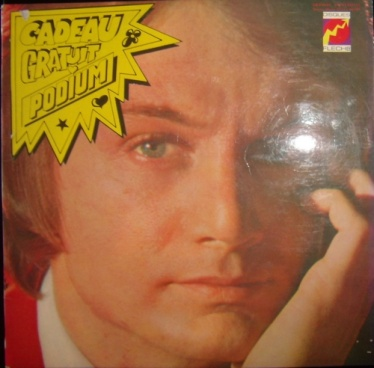 CADEAU
GRATUIT
PODIUM!
DISQUES
FLECHE